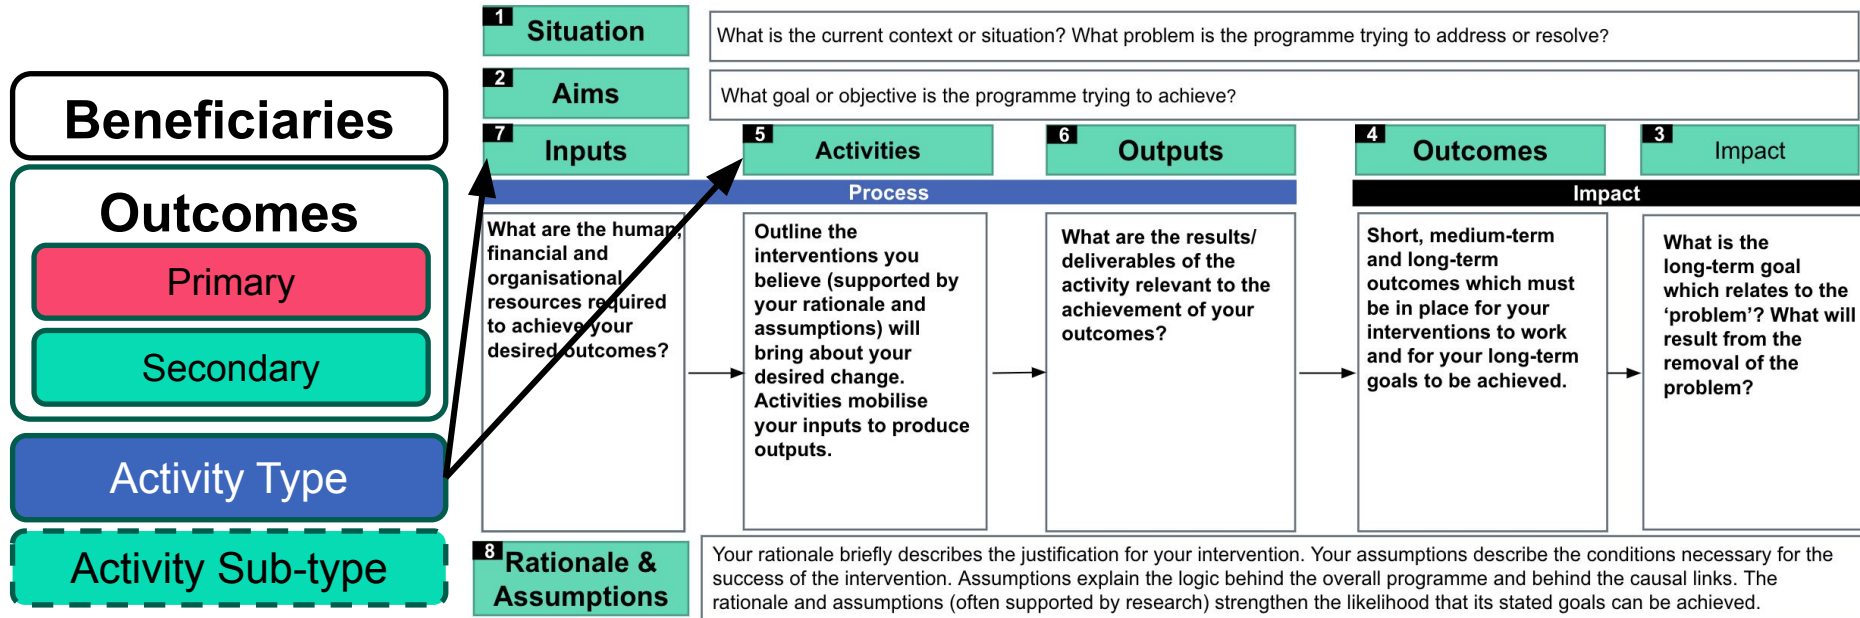 Beneficiaries
Outcomes
Primary
Secondary
Activity Type
Activity Sub-type
1
Situation
What is the current context or situation? What problem is the programme trying to address or resolve?
2
Aims
What goal or objective is the programme trying to achieve?
7
Inputs
5
Activities
6
Outputs
4
Outcomes
3
Impact
Process
Impact
What are the human,
financial and
organisational
resources required
to achieve your
desired outcomes?
Outline the
interventions you
believe (supported by
your rationale and
assumptions) will
bring about your
desired change.
Activities mobilise
your inputs to produce
outputs.
What are the results/
deliverables of the
activity relevant to the
achievement of your
outcomes?
Short, medium-term
and long-term
outcomes which must
be in place for your
interventions to work
and for your long-term
goals to be achieved.
What is the
long-term goal
which relates to the
‘problem’? What will
result from the
removal of the
problem?
8
Rationale &
Assumptions
Your rationale briefly describes the justification for your intervention. Your assumptions describe the conditions necessary for the
success of the intervention. Assumptions explain the logic behind the overall programme and behind the causal links. The
rationale and assumptions (often supported by research) strengthen the likelihood that its stated goals can be achieved.